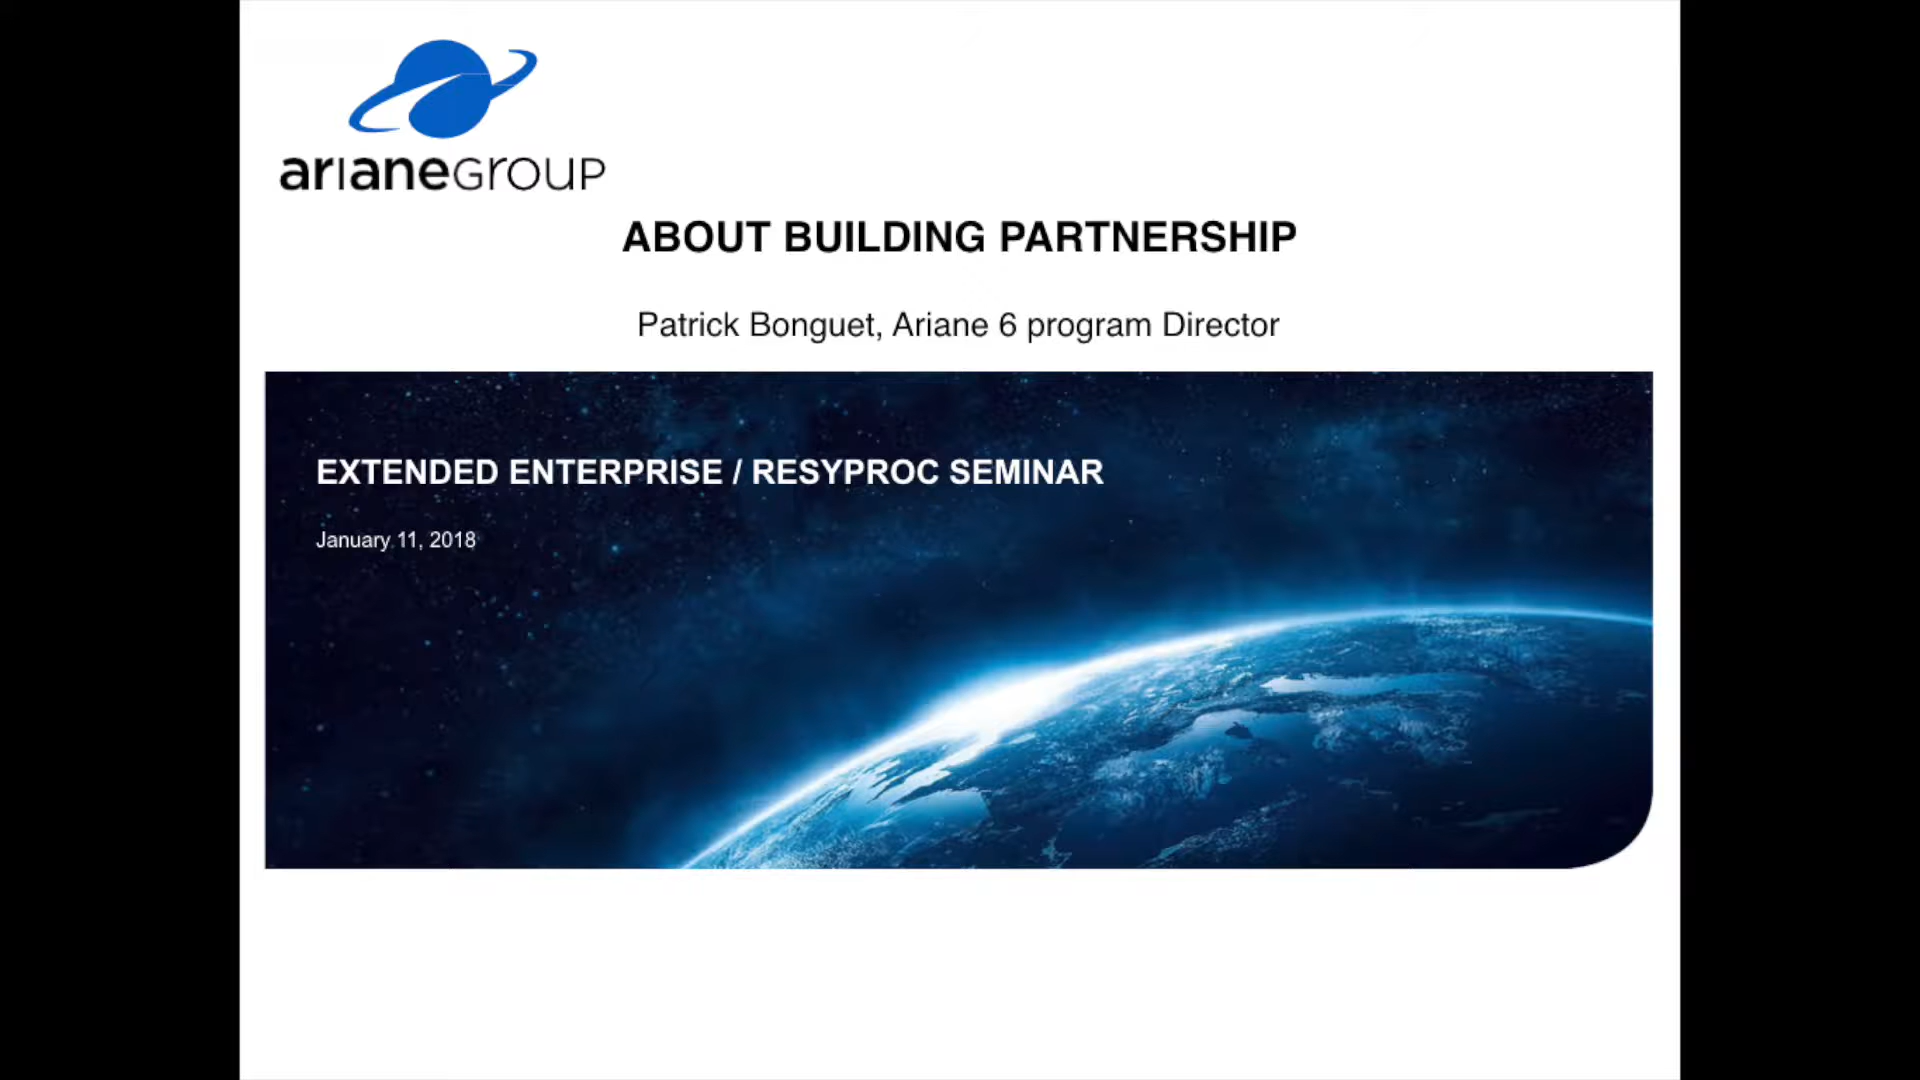 arianeGROUP
ABOUT BUILDING PARTNERSHIP
Patrick Bonguet, Ariane 6 program Director
EXTENDED ENTERPRISE / RESYPROC SEMINAR
January 11, 2018